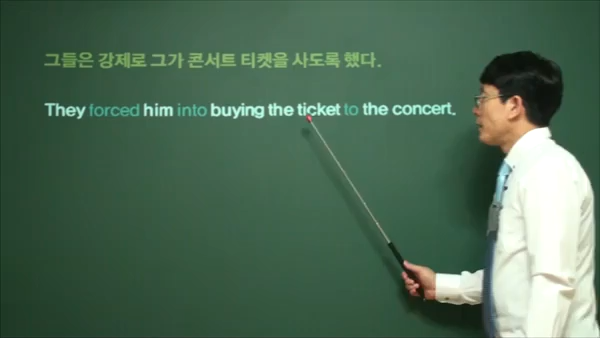 그들은 강제로 그가 콘서트 티켓을 사도록 했다.
They forced him into buying the ticket to the concert.